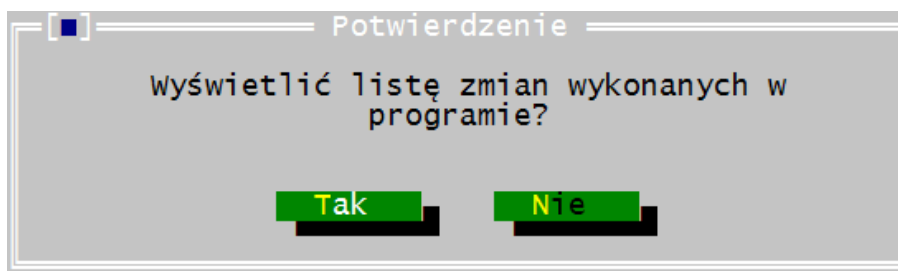 Potwierdzenie
Wyświetlić listę zmian wykonanych w
programie?
Tak Nie